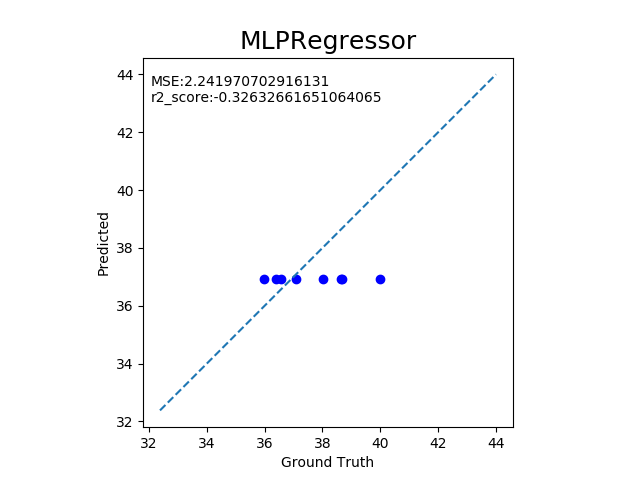 MLPRegressor
MSE:2.241970702916131
r2_score:-0.32632661651064065
44
42
40
38
36
34
32
Predicted
32 34 36 38 40 42 44
Ground Truth